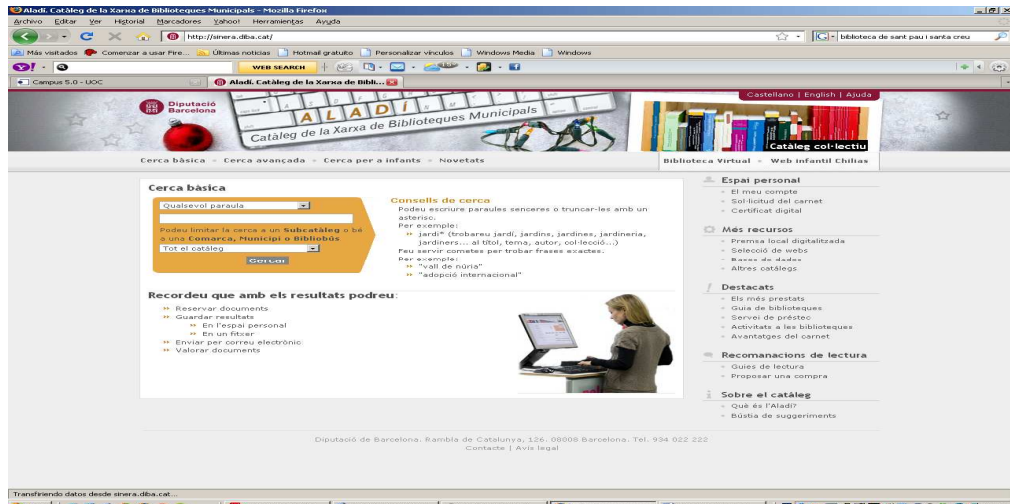 Aladí. Catàleg de la Xarxa de Biblioteques Municipals - Mozilla Firefox
Archivo Editar Ver Historial Marcadores Yahoo! Herramientas Ayuda
http://sinera.diba.cat/
biblioteca de sant pau i santa creu
Más visitados Comenzar a usar Fire... Últimas noticias Hotmail gratuito Personalizar vínculos Windows Media Windows
WEB SEARCH
Campus 5.0 - UOC
Aladí. Catàleg de la Xarxa de Bibli...
Castellano | English | Ajuda
Diputació
Barcelona
ALADÍ
Catàleg de la Xarxa de Biblioteques Municipals
Catàleg col·lectiu
Cerca bàsica Cerca avançada Cerca per a infants Novetats
Biblioteca Virtual Web infantil Chilias
Cerca bàsica
Qualsevol paraula
Podeu limitar la cerca a un Subcatàleg o bé
a una Comarca, Municipi o Bibliobús
Tot el catàleg
Cercar
Consells de cerca
Podeu escriure paraules senceres o truncar-les amb un
asterisc.
Per exemple:
jardi* (trobareu jardí, jardins, jardines, jardineria,
jardiners... al títol, tema, autor, col·lecció...)
Feu servir cometes per trobar frases exactes.
Per exemple:
"vall de núria"
"adopció internacional"
Recordeu que amb els resultats podreu:
Reservar documents
Guardar resultats
En l'espai personal
En un fitxer
Enviar per correu electrònic
Valorar documents
Espai personal
El meu compte
Sol·licitud del carnet
Certificat digital
Més recursos
Premsa local digitalitzada
Selecció de webs
Bases de dades
Altres catàlegs
Destacats
Els més prestats
Guia de biblioteques
Servei de préstec
Activitats a les biblioteques
Avantatges del carnet
Recomanacions de lectura
Guies de lectura
Proposar una compra
Sobre el catàleg
Què és l'Aladí?
Bústia de suggeriments
Diputació de Barcelona. Rambla de Catalunya, 126. 08008 Barcelona. Tel. 934 022 222
Contacte | Avís legal
Transfiriendo datos desde sinera.diba.cat...